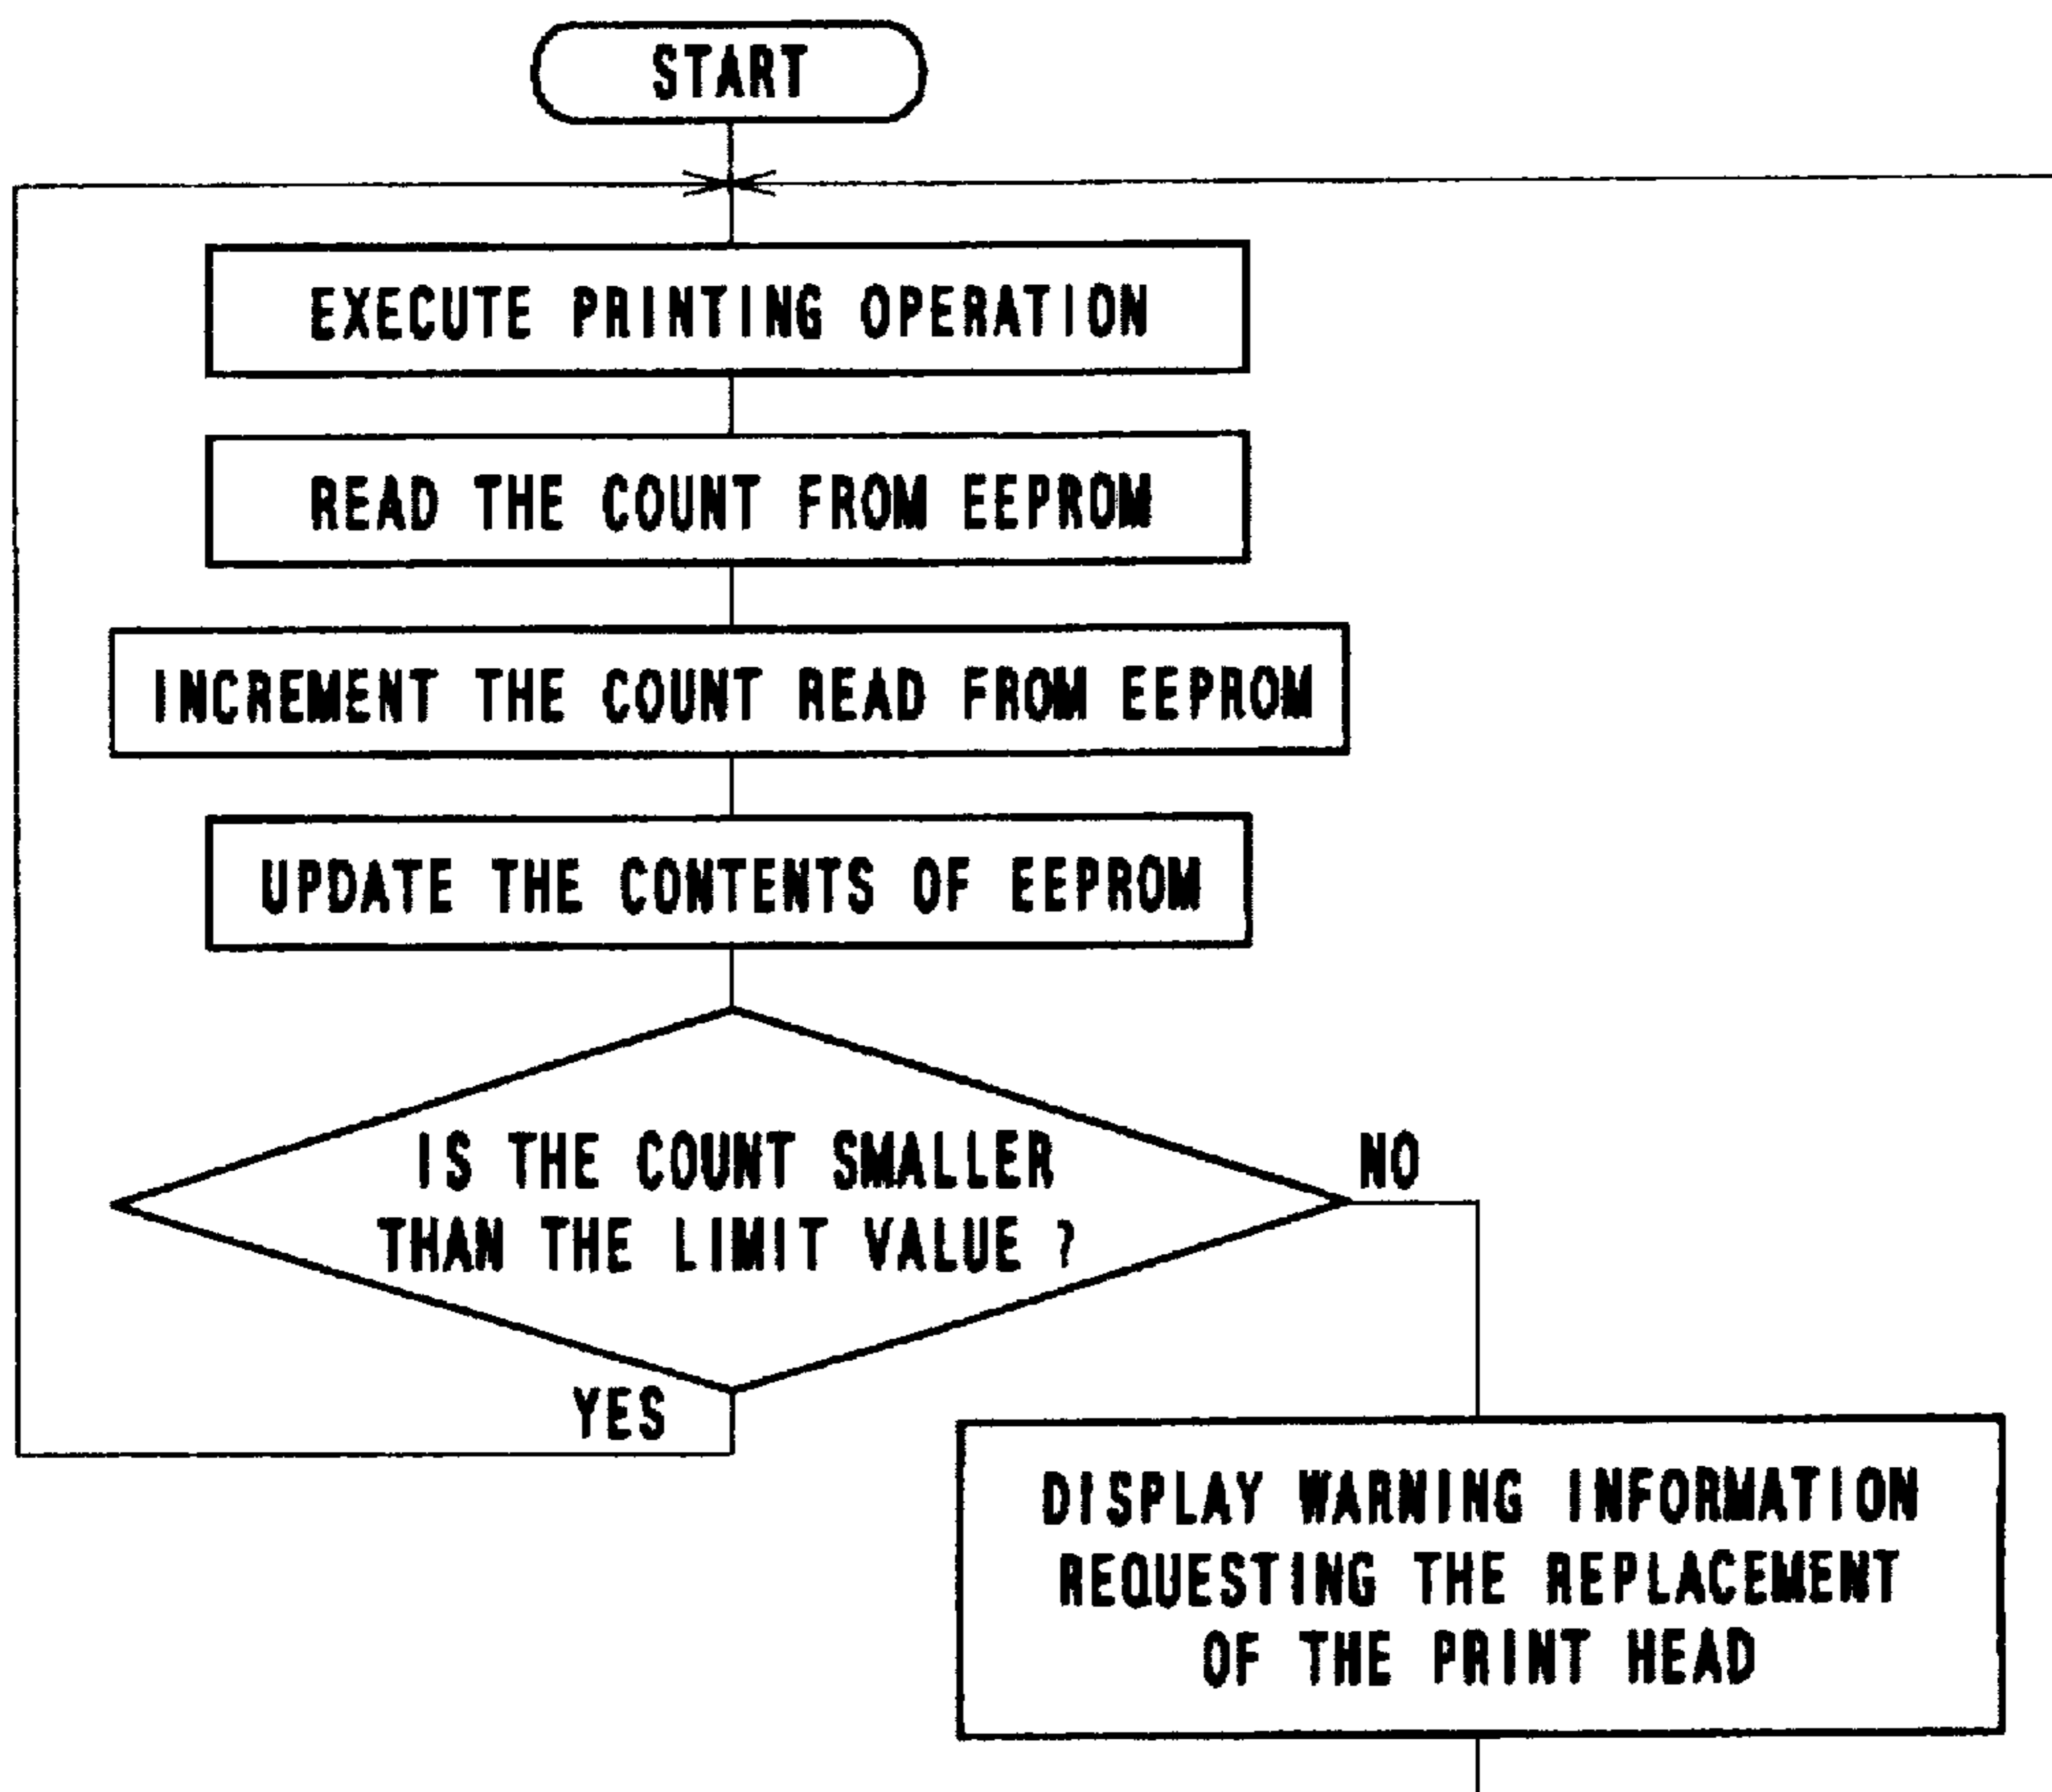 START
EXECUTE PRINTING OPERATION
READ THE COUNT FROM EEPROM
INCREMENT THE COUNT READ FROM EEPROM
UPDATE THE CONTENTS OF EEPROM
IS THE COUNT SMALLER
THAN THE LIMIT VALUE ?
NO
YES
DISPLAY WARNING INFORMATION
REQUESTING THE REPLACEMENT
OF THE PRINT HEAD